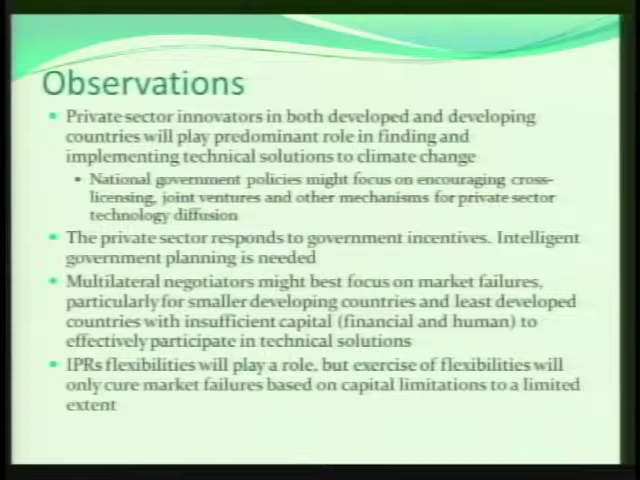 Observations
• Private sector innovators in both developed and developing
countries will play predominant role in finding and
implementing technical solutions to climate change
• National government policies might focus on encouraging cross-
licensing, joint ventures and other mechanisms for private sector
technology diffusion
• The private sector responds to government incentives. Intelligent
government planning is needed
• Multilateral negotiators might best focus on market failures,
particularly for smaller developing countries and least developed
countries with insufficient capital (financial and human) to
effectively participate in technical solutions
• IPRs flexibilities will play a role, but exercise of flexibilities will
only cure market failures based on capital limitations to a limited
extent